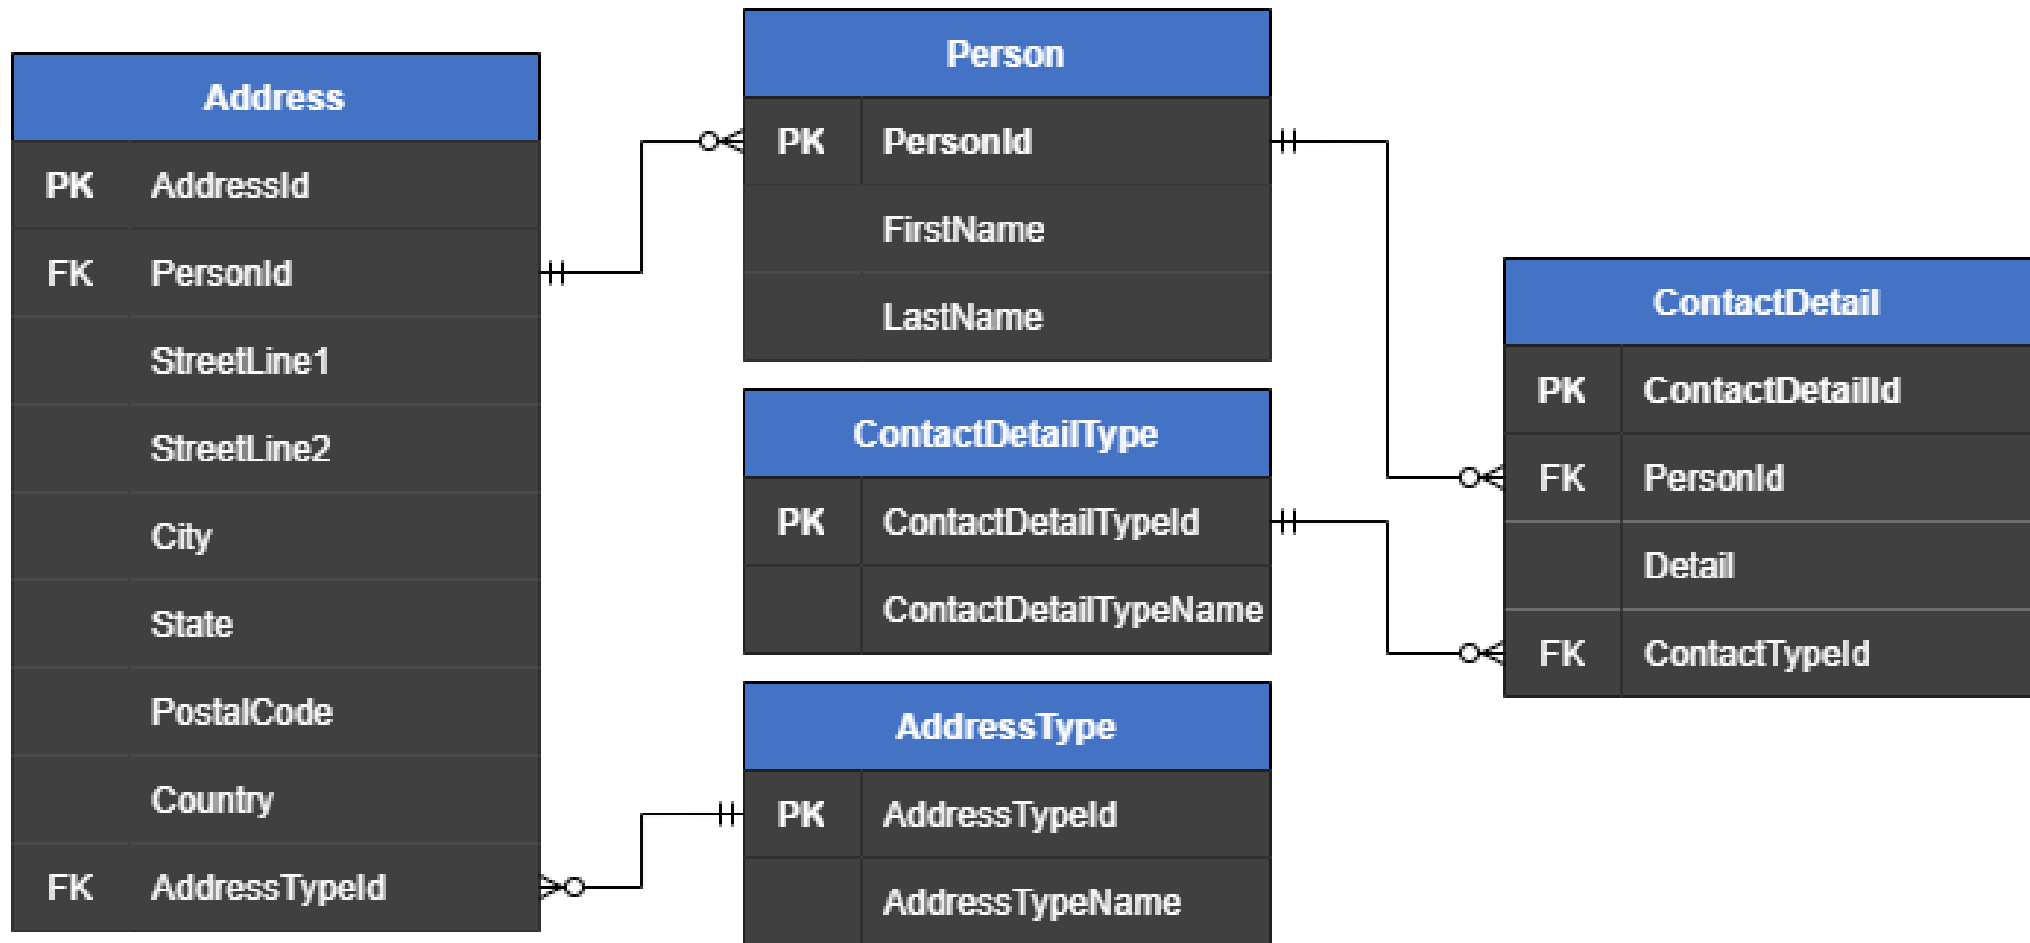 Address
PK AddressId
FK PersonId
StreetLine1
StreetLine2
City
State
PostalCode
Country
FK AddressTypeId
Person
PK PersonId
FirstName
LastName
ContactDetailType
PK ContactDetailTypeId
ContactDetailTypeName
AddressType
PK AddressTypeId
AddressTypeName
ContactDetail
PK ContactDetailId
FK PersonId
Detail
FK ContactTypeId